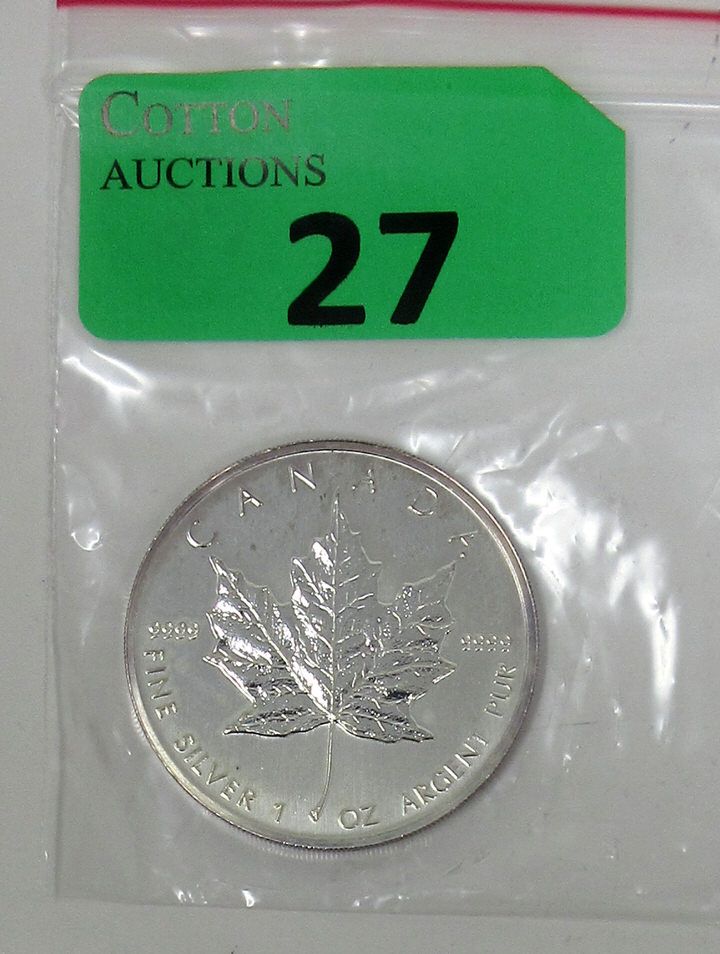 COTTON
AUCTIONS
27
CANADA
9999 9999
FINE SILVER 1 OZ ARGENT PUR